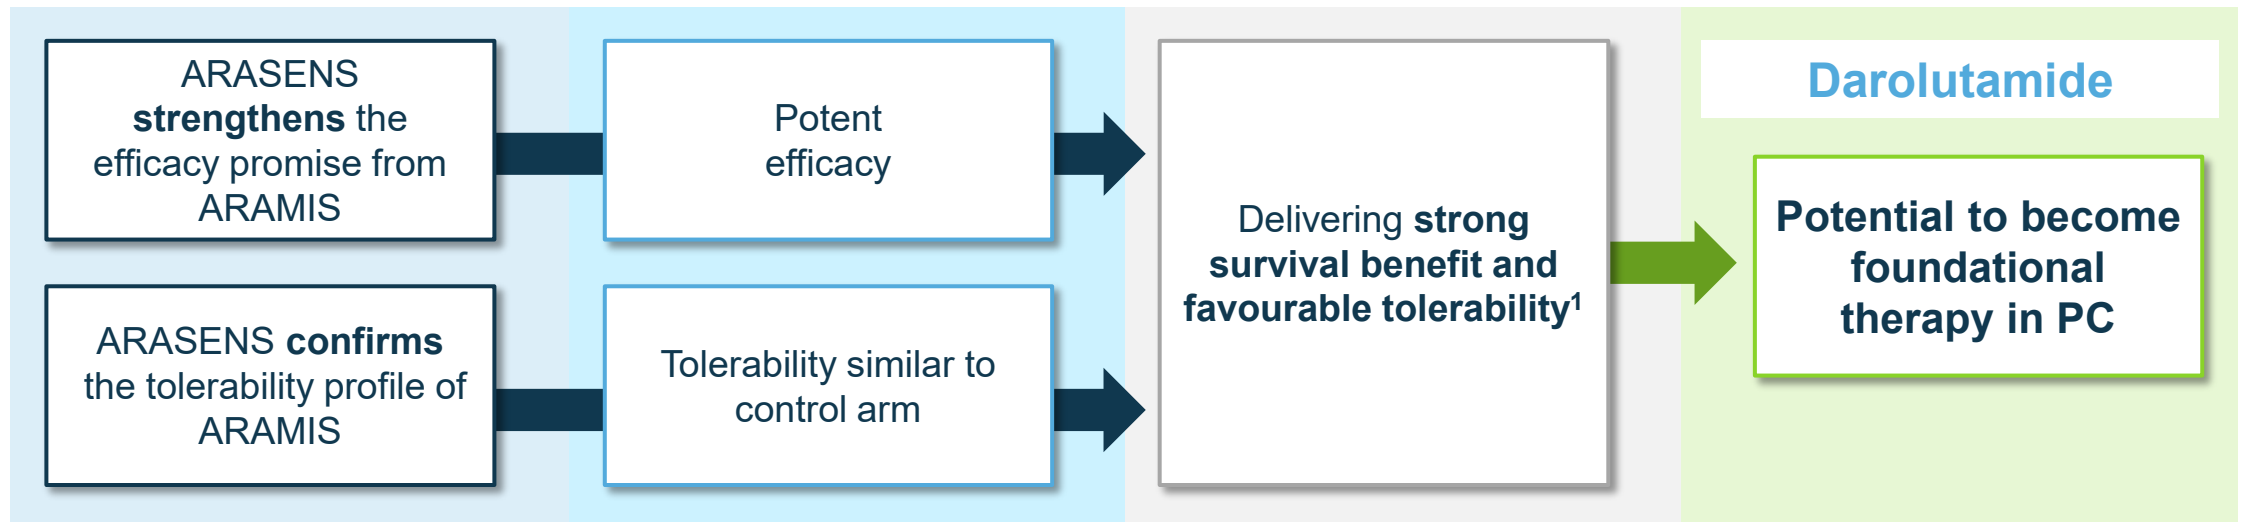 ARASENS
strengthens the
efficacy promise from
ARAMIS
Potent
efficacy
ARASENS confirms
the tolerability profile of
ARAMIS
Tolerability similar to
control arm
Delivering strong
survival benefit and
favourable tolerability¹
Darolutamide
Potential to become
foundational
therapy in PC